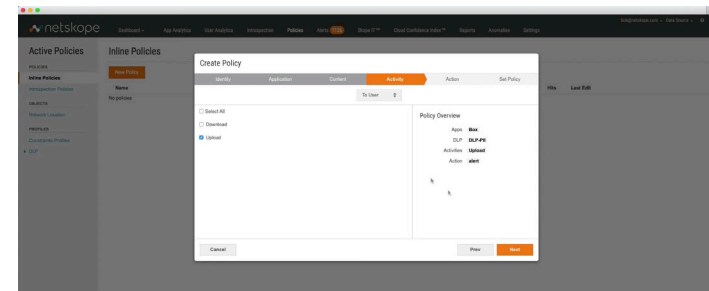 netskope
Dashboard
App Analytics
User Analytics
Introspection
Policies
Alerts
Skope IT™
Cloud Confidence Index™
Reports
Anomalies
Settings
Active Policies
POLICIES
Inline Policies
Introspection Policies
OBJECTS
Network Location
PROFILES
Constraints Profiles
DLP
Inline Policies
New Policy
Name
Hits
Last Edit
No policies
Create Policy
Identity
Application
Content
Activity
Action
Set Policy
To User
Select All
Download
Upload
Policy Overview
Apps Box
DLP DLP-PII
Activities Upload
Action alert
Cancel
Prev
Next